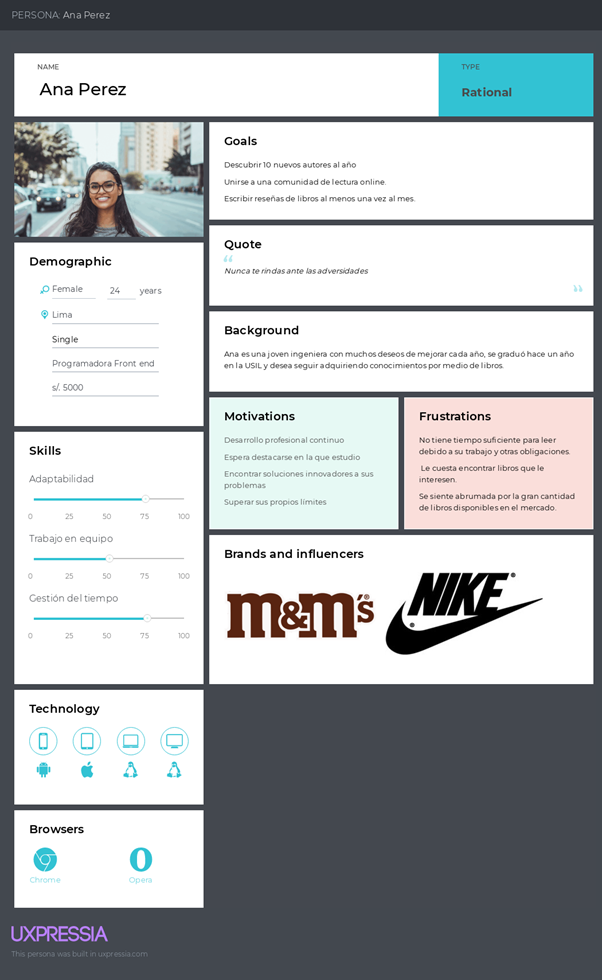 PERSONA: Ana Perez
NAME
Ana Perez
TYPE
Rational
Demographic
Female 24 years
Lima
Single
Programadora Front end
s/. 5000
Skills
Adaptabilidad
0 25 50 75 100
Trabajo en equipo
0 25 50 75 100
Gestión del tiempo
0 25 50 75 100
Technology
Browsers
Chrome Opera
Goals
Descubrir 10 nuevos autores al año
Unirse a una comunidad de lectura online.
Escribir reseñas de libros al menos una vez al mes.
Quote
“
Nunca te rindas ante las adversidades
”
Background
Ana es una joven ingeniera con muchos deseos de mejorar cada año, se graduó hace un año
en la USIL y desea seguir adquiriendo conocimientos por medio de libros.
Motivations
Desarrollo profesional continuo
Espera destacarse en la que estudio
Encontrar soluciones innovadores a sus
problemas
Superar sus propios límites
Frustrations
No tiene tiempo suficiente para leer
debido a su trabajo y otras obligaciones.
Le cuesta encontrar libros que le
interesen.
Se siente abrumada por la gran cantidad
de libros disponibles en el mercado.
Brands and influencers
m&m's®
NIKE®
UXPRESSIA
This persona was built in uxpressia.com